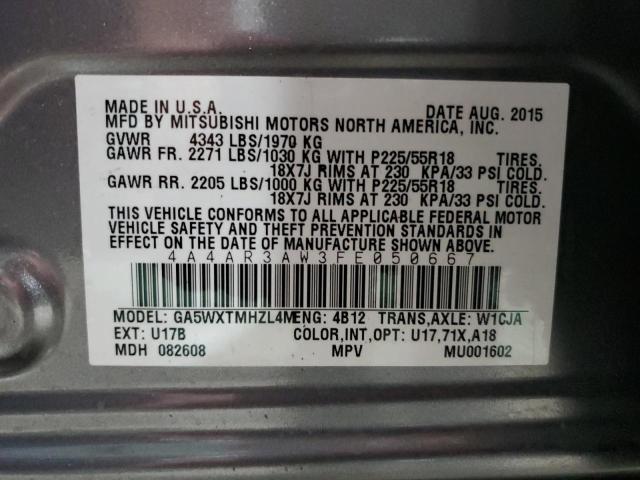 MADE IN U.S.A. DATE AUG. 2015
MFD BY MITSUBISHI MOTORS NORTH AMERICA, INC.
GVWR 4343 LBS/1970 KG
GAWR FR. 2271 LBS/1030 KG WITH P225/55R18 TIRES.
18X7J RIMS AT 230 KPA/33 PSI COLD.
GAWR RR. 2205 LBS/1000 KG WITH P225/55R18 TIRES.
18X7J RIMS AT 230 KPA/33 PSI COLD.
THIS VEHICLE CONFORMS TO ALL APPLICABLE FEDERAL MOTOR
VEHICLE SAFETY AND THEFT PREVENTION STANDARDS IN
EFFECT ON THE DATE OF MANUFACTURE SHOWN ABOVE.
4A4AR3AW3FE050667
MODEL: GA5WXTMHZL4M ENG: 4B12 TRANS,AXLE: W1CJA
EXT: U17B COLOR,INT,OPT: U17,71X,A18
MDH 082608 MPV MU001602